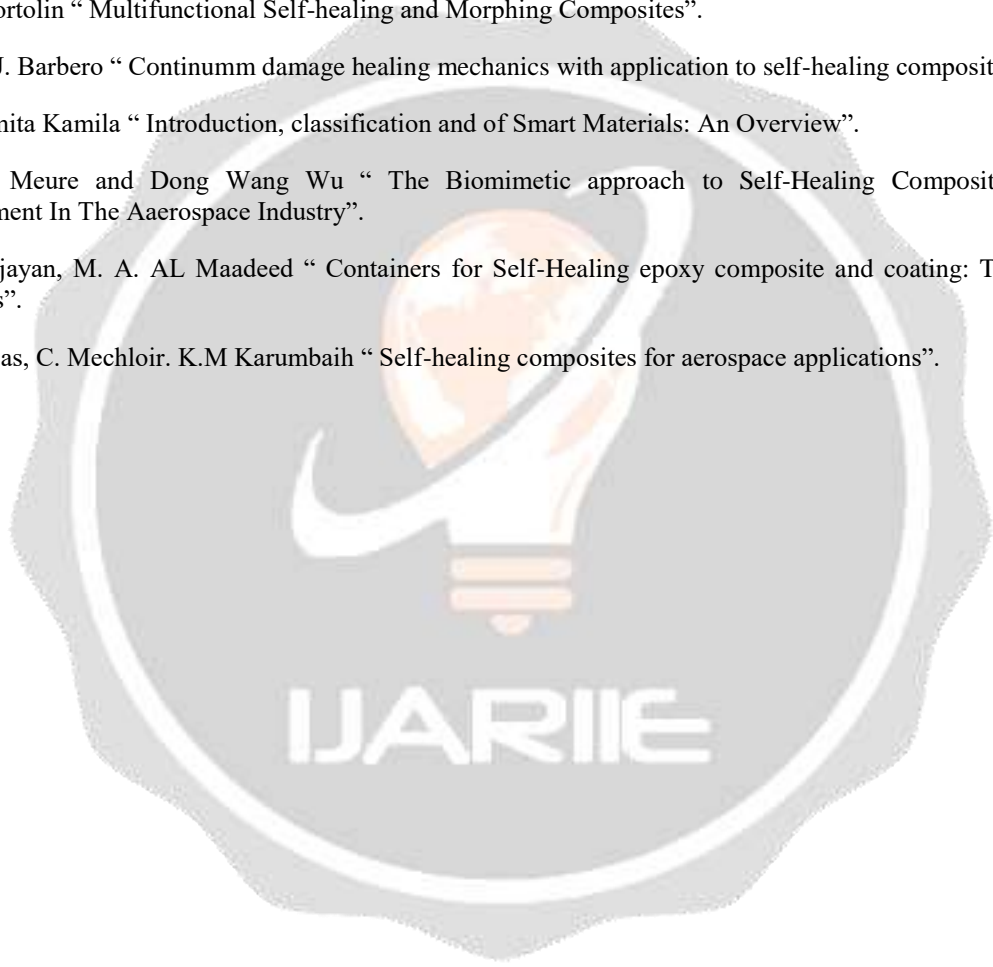 ortolin “ Multifunctional Self-healing and Morphing Composites”.
J. Barbero “ Continumm damage healing mechanics with application to self-healing composit
nita Kamila “ Introduction, classification and of Smart Materials: An Overview”.
Meure and Dong Wang Wu “ The Biomimetic approach to Self-Healing Composit
ment In The Aaerospace Industry”.
jayan, M. A. AL Maadeed “ Containers for Self-Healing epoxy composite and coating: T
s”.
as, C. Mechloir. K.M Karumbaih “ Self-healing composites for aerospace applications”.
IJARIIE